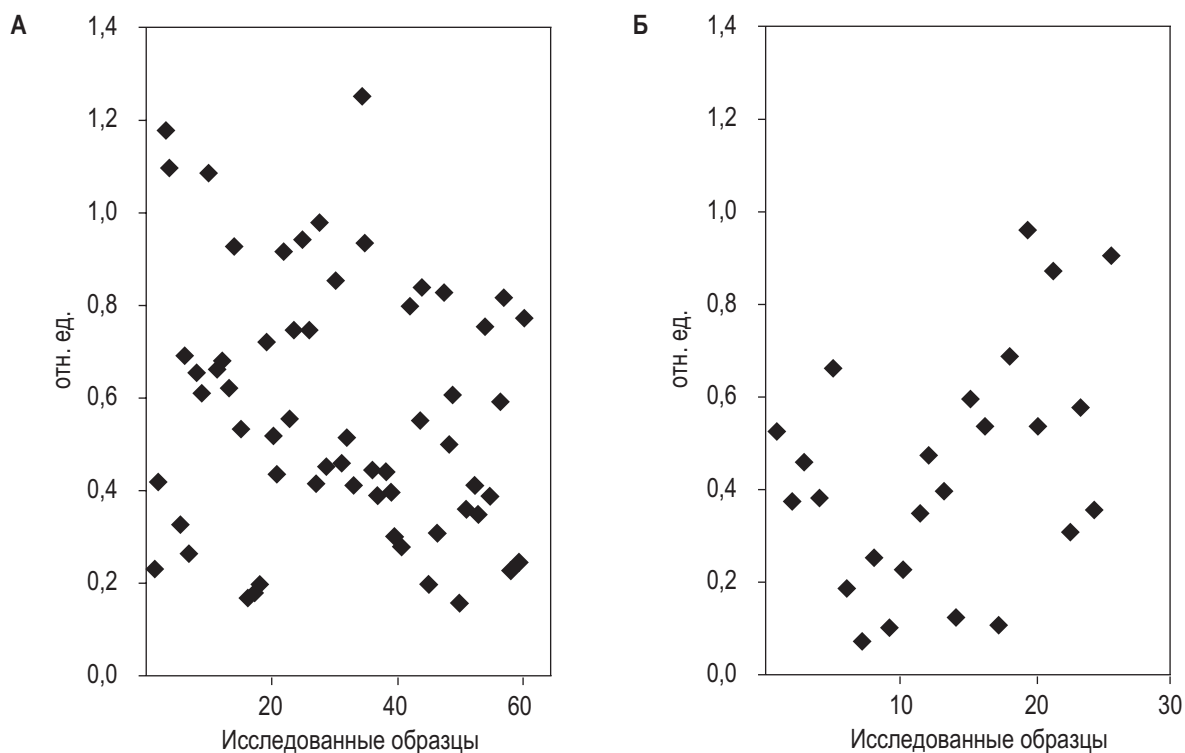 А
1,4
1,2
1,0
0,8
0,6
0,4
0,2
0,0
отн. ед.
20 40 60
Исследованные образцы
Б
1,4
1,2
1,0
0,8
0,6
0,4
0,2
0,0
отн. ед.
10 20 30
Исследованные образцы